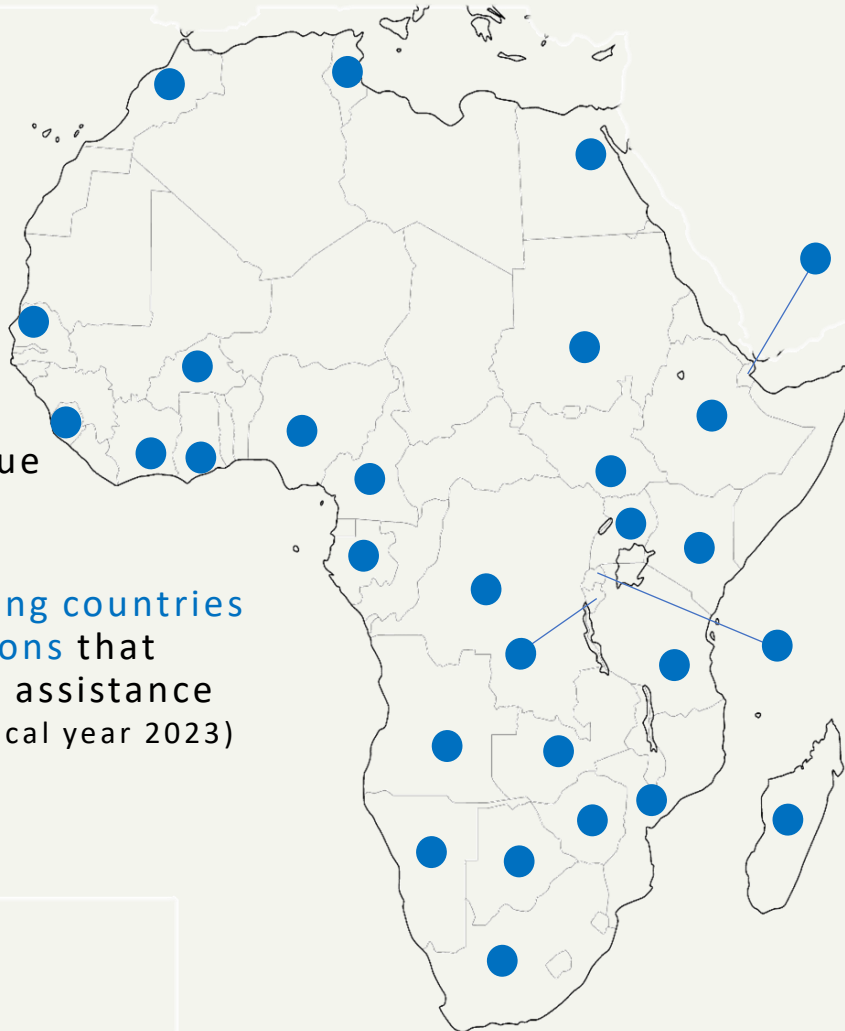 ue
ng countries
ons that
assistance
cal year 2023)